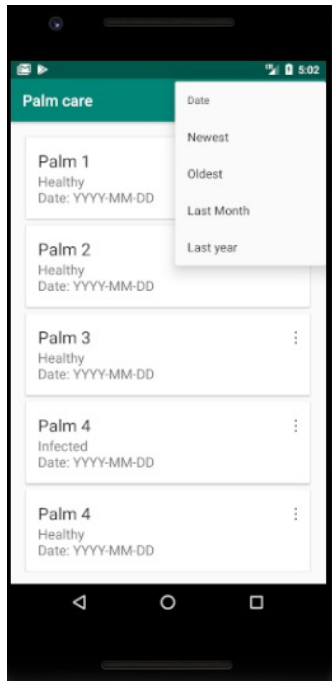 5:02
Palm care
Date
Newest
Oldest
Last Month
Last year
Palm 1
Healthy
Date: YYYY-MM-DD
Palm 2
Healthy
Date: YYYY-MM-DD
Palm 3
Healthy
Date: YYYY-MM-DD
Palm 4
Infected
Date: YYYY-MM-DD
Palm 4
Healthy
Date: YYYY-MM-DD